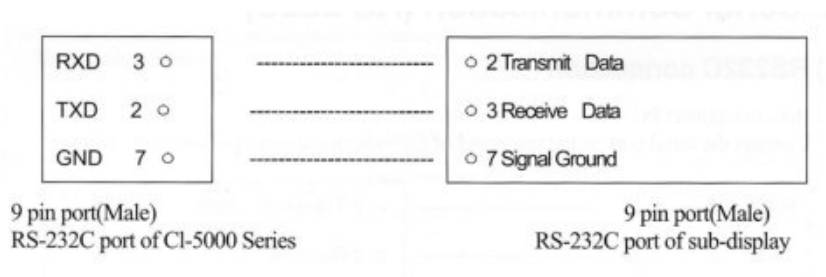 RXD 3 2 Transmit Data
TXD 2 3 Receive Data
GND 7 7 Signal Ground
9 pin port(Male) 9 pin port(Male)
RS-232C port of Cl-5000 Series RS-232C port of sub-display